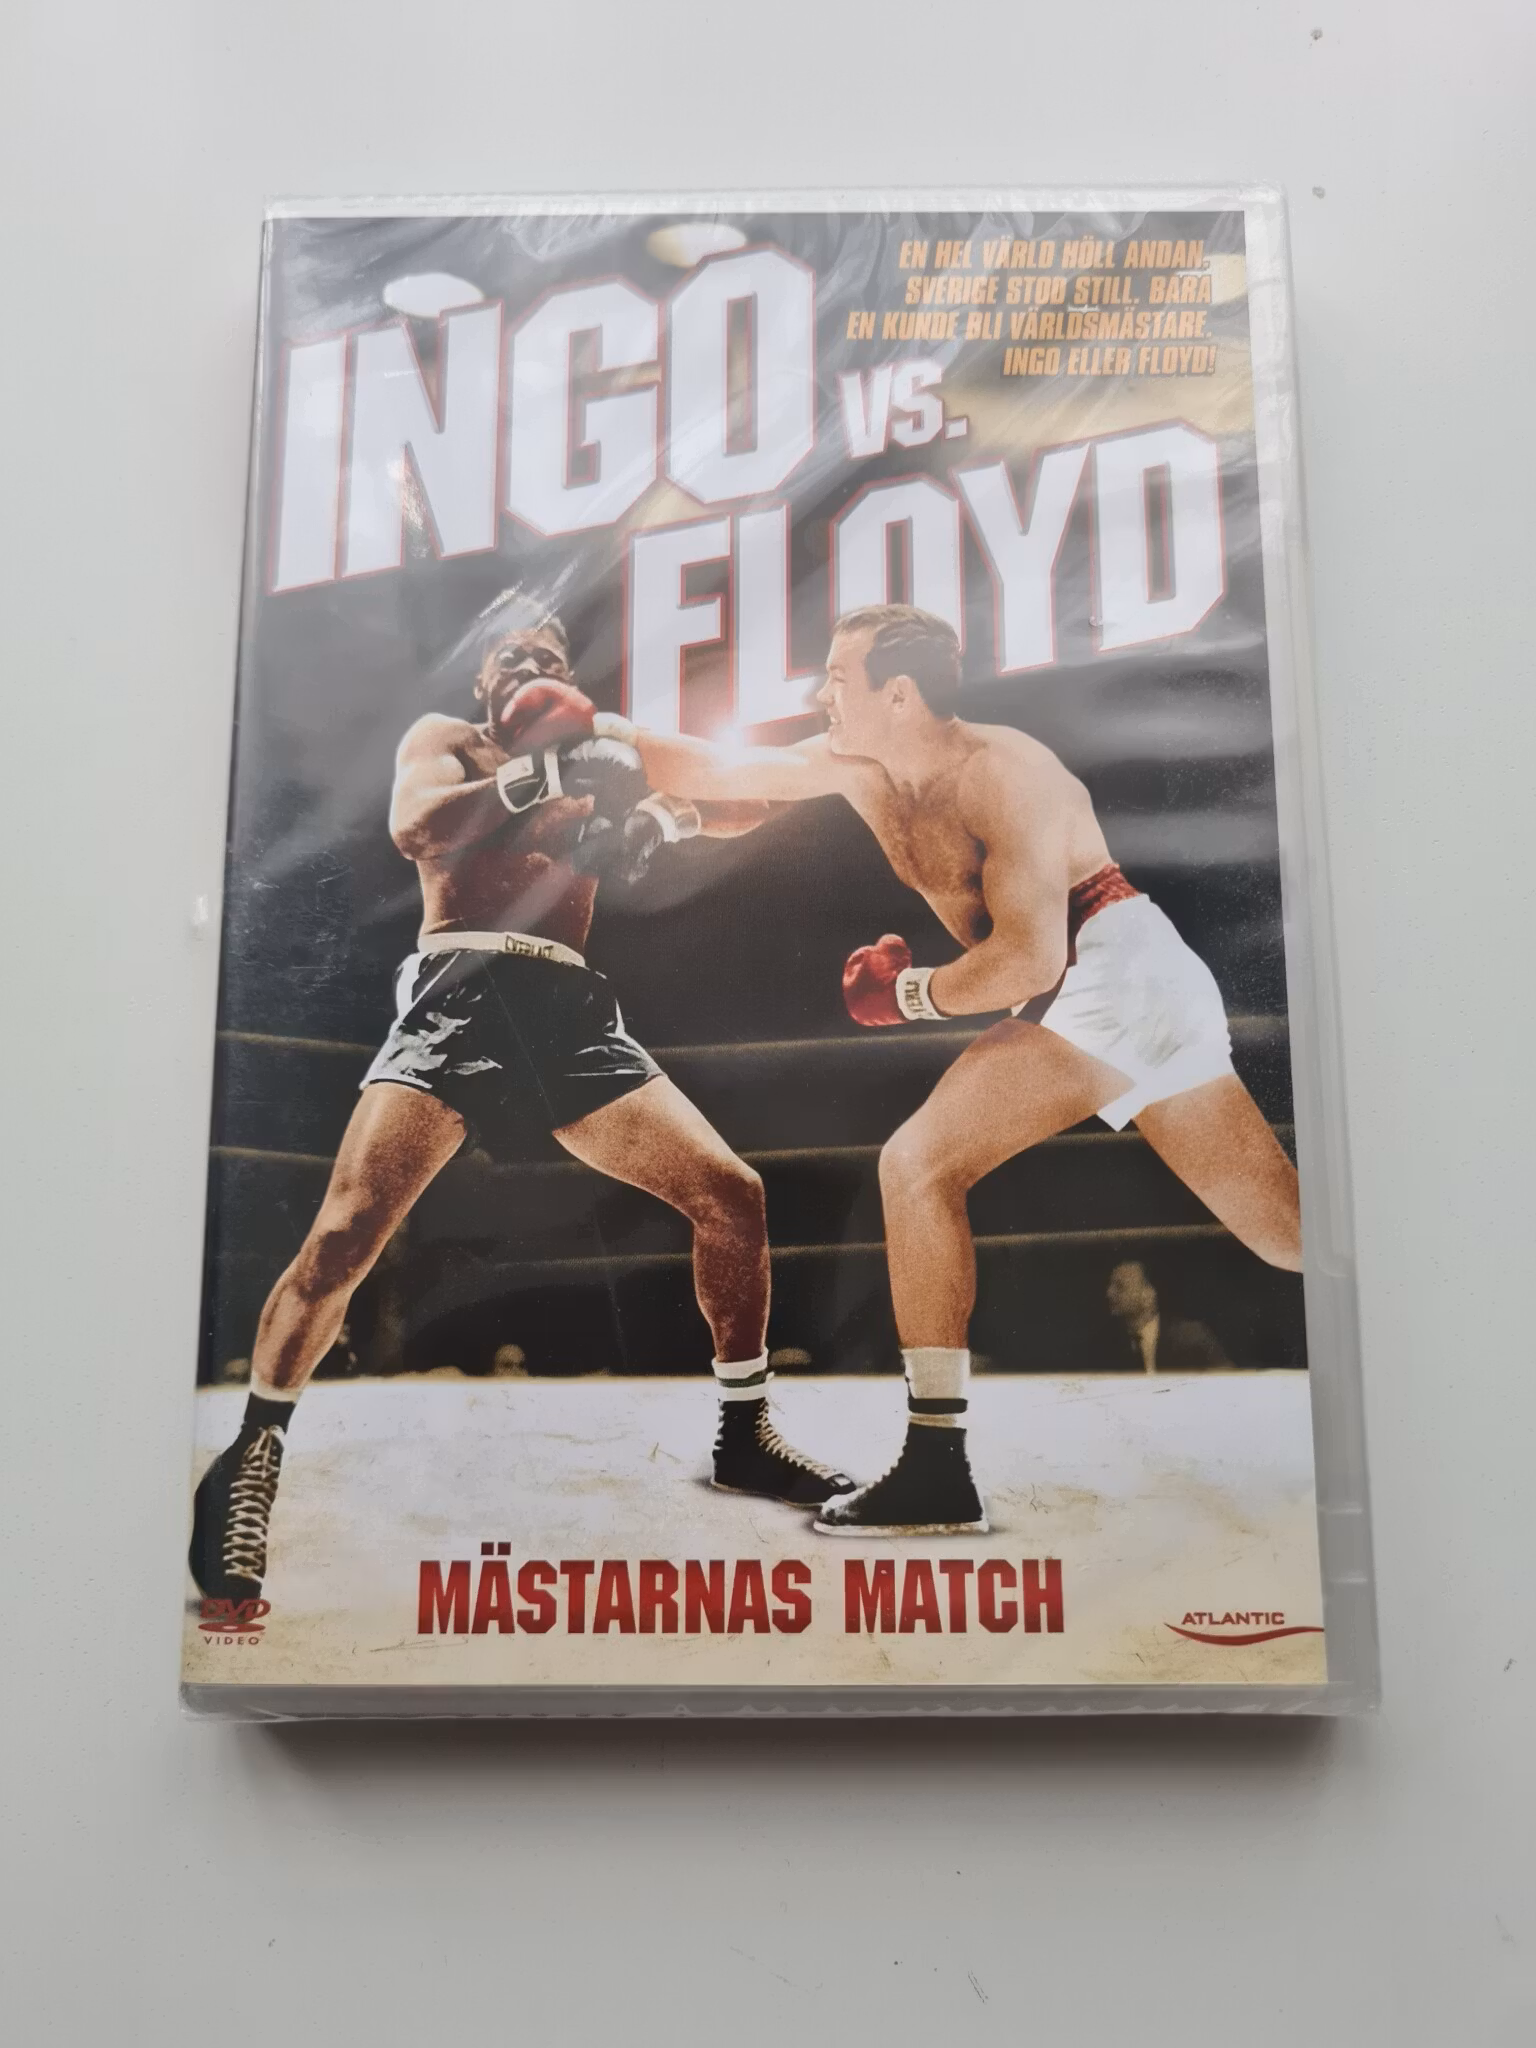 EN HEL VÄRLD HÖLL ANDAN.
SVERIGE STOD STILL. BARA
EN KUNDE BLI VÄRLDSMÄSTARE.
INGO ELLER FLOYD!
INGO VS.
FLOYD
EVERLAST
MÄSTARNAS MATCH
DVD
VIDEO
ATLANTIC